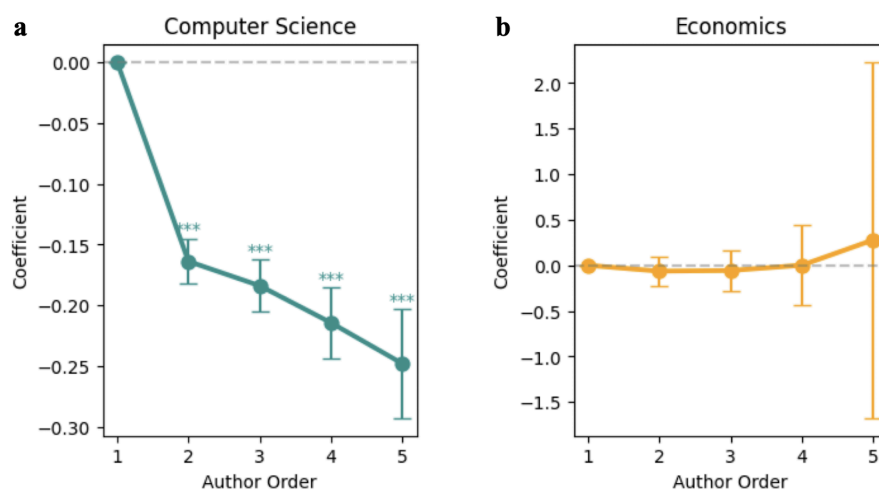 a
Computer Science
0.00
−0.05
−0.10
−0.15
−0.20
−0.25
−0.30
Coefficient
***
***
***
***
1 2 3 4 5
Author Order
b
Economics
2.0
1.5
1.0
0.5
0.0
−0.5
−1.0
−1.5
Coefficient
1 2 3 4 5
Author Order